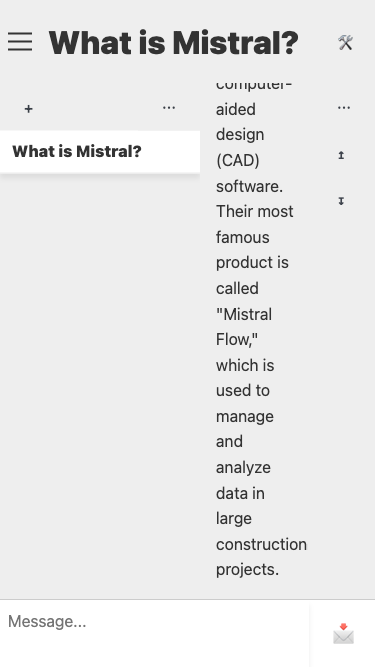 What is Mistral?
+
...
What is Mistral?
computer-
aided
design
(CAD)
software.
Their most
famous
product is
called
"Mistral
Flow,"
which is
used to
manage
and
analyze
data in
large
construction
projects.
...
Message...